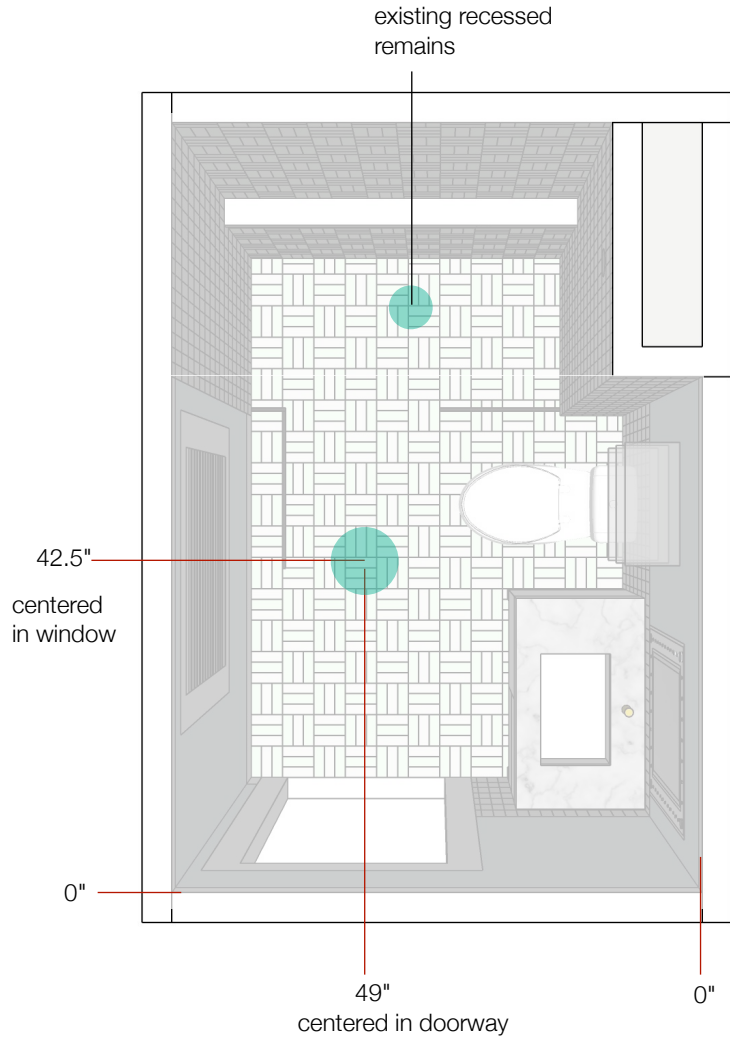 existing recessed
remains
42.5"
centered
in window
0"
49"
0"
centered in doorway